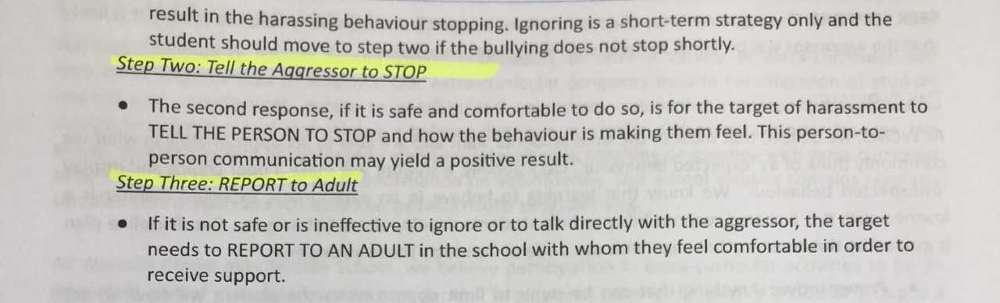 result in the harassing behaviour stopping. Ignoring is a short-term strategy only and the
student should move to step two if the bullying does not stop shortly.
Step Two: Tell the Aggressor to STOP
• The second response, if it is safe and comfortable to do so, is for the target of harassment to
TELL THE PERSON TO STOP and how the behaviour is making them feel. This person-to-
person communication may yield a positive result.
Step Three: REPORT to Adult
• If it is not safe or is ineffective to ignore or to talk directly with the aggressor, the target
needs to REPORT TO AN ADULT in the school with whom they feel comfortable in order to
receive support.